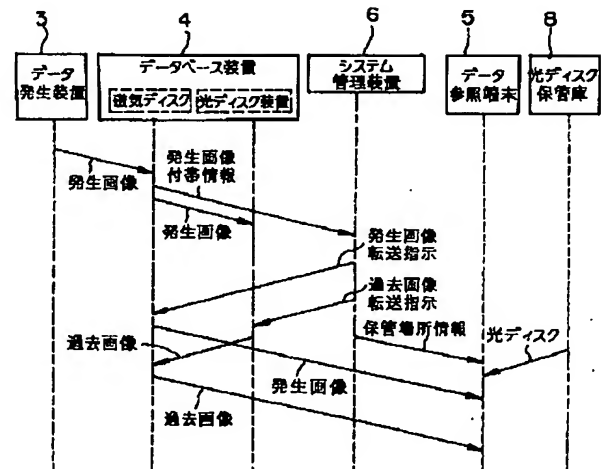 3
4
6
5
8
データ
発生装置
データベース装置
磁気ディスク
光ディスク装置
システム
管理装置
データ
参照端末
光ディスク
保管庫
発生画像
発生画像
付帯情報
発生画像
発生画像
転送指示
過去画像
転送指示
保管場所情報
光ディスク
過去画像
発生画像
過去画像